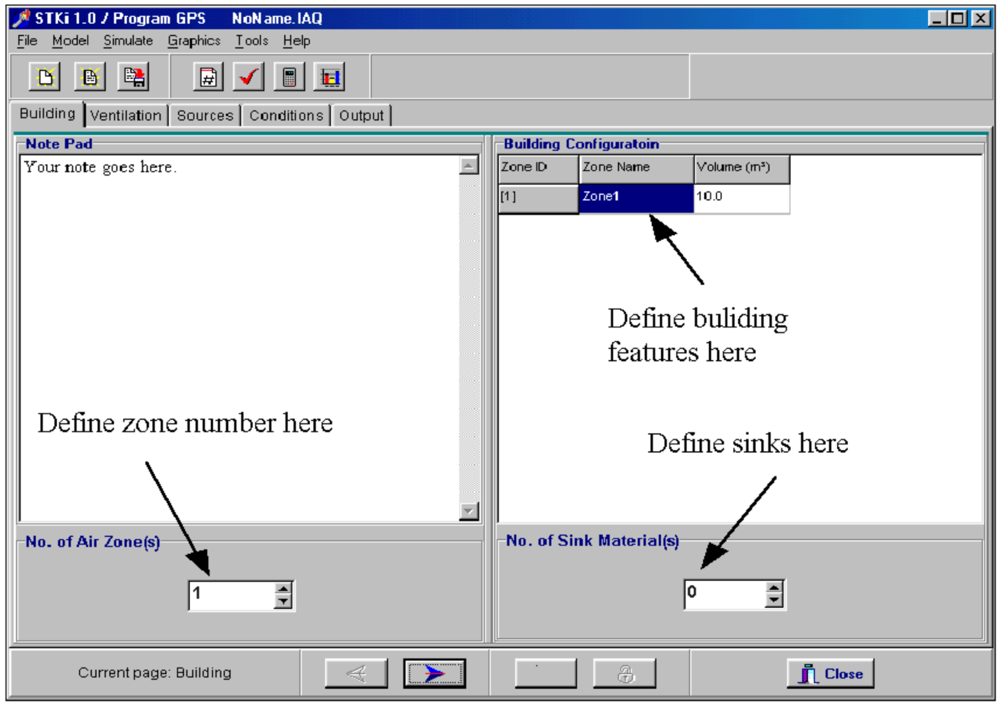 STKi 1.0 / Program GPS NoName.IAQ
File Model Simulate Graphics Tools Help
#
Building Ventilation Sources Conditions Output
Note Pad
Your note goes here.
Building Configuratoin
Zone ID Zone Name Volume (m³)
[1] Zone1 10.0
Define buliding
features here
Define zone number here
Define sinks here
No. of Air Zone(s)
1
No. of Sink Material(s)
0
Current page: Building
Close